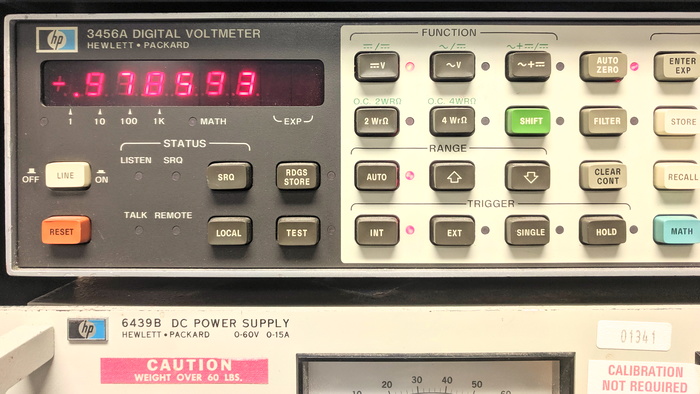 hp 3456A DIGITAL VOLTMETER
HEWLETT • PACKARD
+.978593
1 10 100 1K MATH EXP
STATUS
LISTEN SRQ
OFF LINE ON
SRQ
RDGS STORE
TALK REMOTE
RESET
LOCAL
TEST
FUNCTION
⎓/⎓ ~/⎓ ~+⎓/⎓
⎓V
~V
~+⎓
AUTO ZERO
ENTER EXP
O.C. 2WRΩ O.C. 4WRΩ
2 WrΩ
4 WrΩ
SHIFT
FILTER
STORE
RANGE
AUTO
CLEAR CONT
RECALL
TRIGGER
INT
EXT
SINGLE
HOLD
MATH
hp 6439B DC POWER SUPPLY
HEWLETT • PACKARD 0-60V 0-15A
CAUTION
WEIGHT OVER 60 LBS.
10 20 30 40 50 60
01341
CALIBRATION
NOT REQUIRED